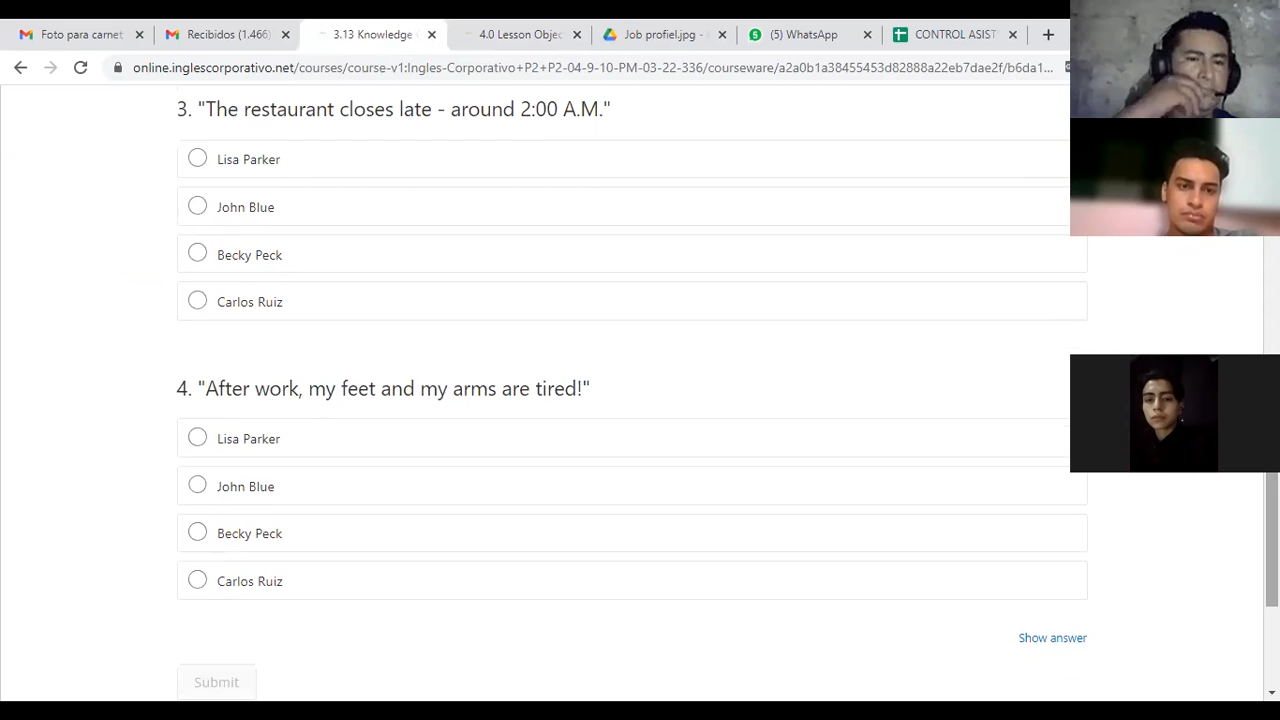 Foto para carnet
Recibidos (1.466)
3.13 Knowledge
4.0 Lesson Objec
Job profiel.jpg -
(5) WhatsApp
CONTROL ASIST
online.inglescorporativo.net/courses/course-v1:Ingles-Corporativo+P2+P2-04-9-10-PM-03-22-336/courseware/a2a0b1a38455453d82888a22eb7dae2f/b6da1...
3. "The restaurant closes late - around 2:00 A.M."
Lisa Parker
John Blue
Becky Peck
Carlos Ruiz
4. "After work, my feet and my arms are tired!"
Lisa Parker
John Blue
Becky Peck
Carlos Ruiz
Show answer
Submit